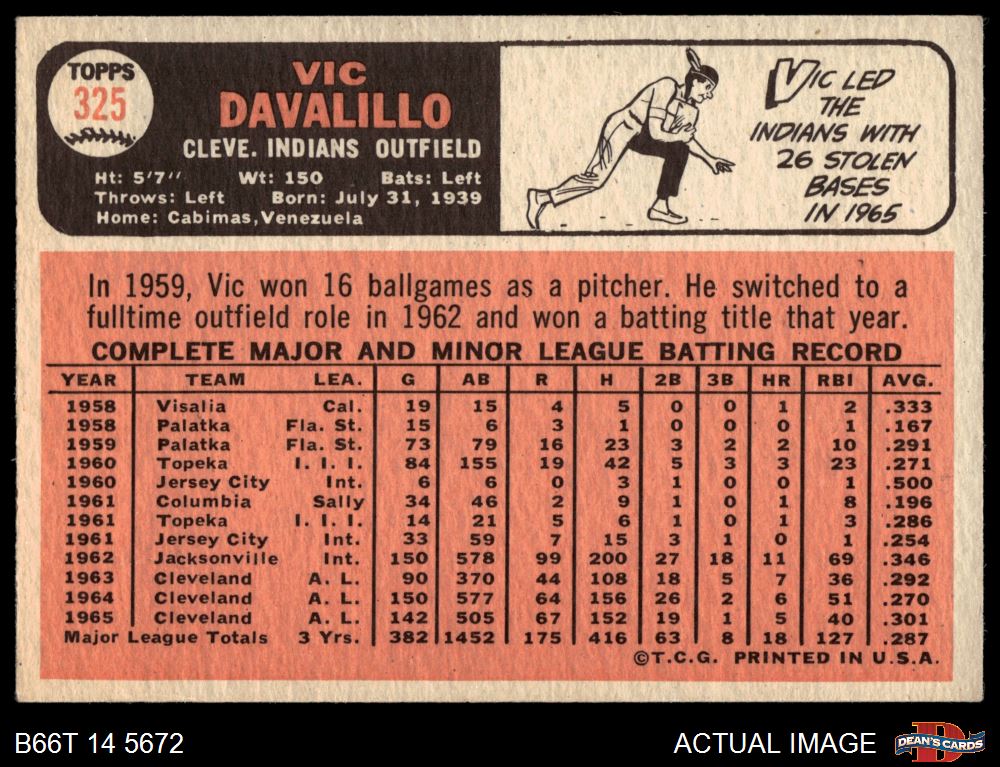 TOPPS
325
VIC
DAVALILLO
CLEVE. INDIANS OUTFIELD
Ht: 5'7'' Wt: 150 Bats: Left
Throws: Left Born: July 31, 1939
Home: Cabimas, Venezuela
VIC LED
THE
INDIANS WITH
26 STOLEN
BASES
IN 1965
In 1959, Vic won 16 ballgames as a pitcher. He switched to a
fulltime outfield role in 1962 and won a batting title that year.
COMPLETE MAJOR AND MINOR LEAGUE BATTING RECORD
YEAR TEAM LEA. G AB R H 2B 3B HR RBI AVG.
1958 Visalia Cal. 19 15 4 5 0 0 1 2 .333
1958 Palatka Fla. St. 15 6 3 1 0 0 0 1 .167
1959 Palatka Fla. St. 73 79 16 23 3 2 2 10 .291
1960 Topeka I. I. I. 84 155 19 42 5 3 3 23 .271
1960 Jersey City Int. 6 6 0 3 1 0 0 1 .500
1961 Columbia Sally 34 46 2 9 1 0 1 8 .196
1961 Topeka I. I. I. 14 21 5 6 1 0 1 3 .286
1961 Jersey City Int. 33 59 7 15 3 1 0 1 .254
1962 Jacksonville Int. 150 578 99 200 27 18 11 69 .346
1963 Cleveland A. L. 90 370 44 108 18 5 7 36 .292
1964 Cleveland A. L. 150 577 64 156 26 2 6 51 .270
1965 Cleveland A. L. 142 505 67 152 19 1 5 40 .301
Major League Totals 3 Yrs. 382 1452 175 416 63 8 18 127 .287
©T.C.G. PRINTED IN U.S.A.
B66T 14 5672
ACTUAL IMAGE
D
DEAN'S CARDS